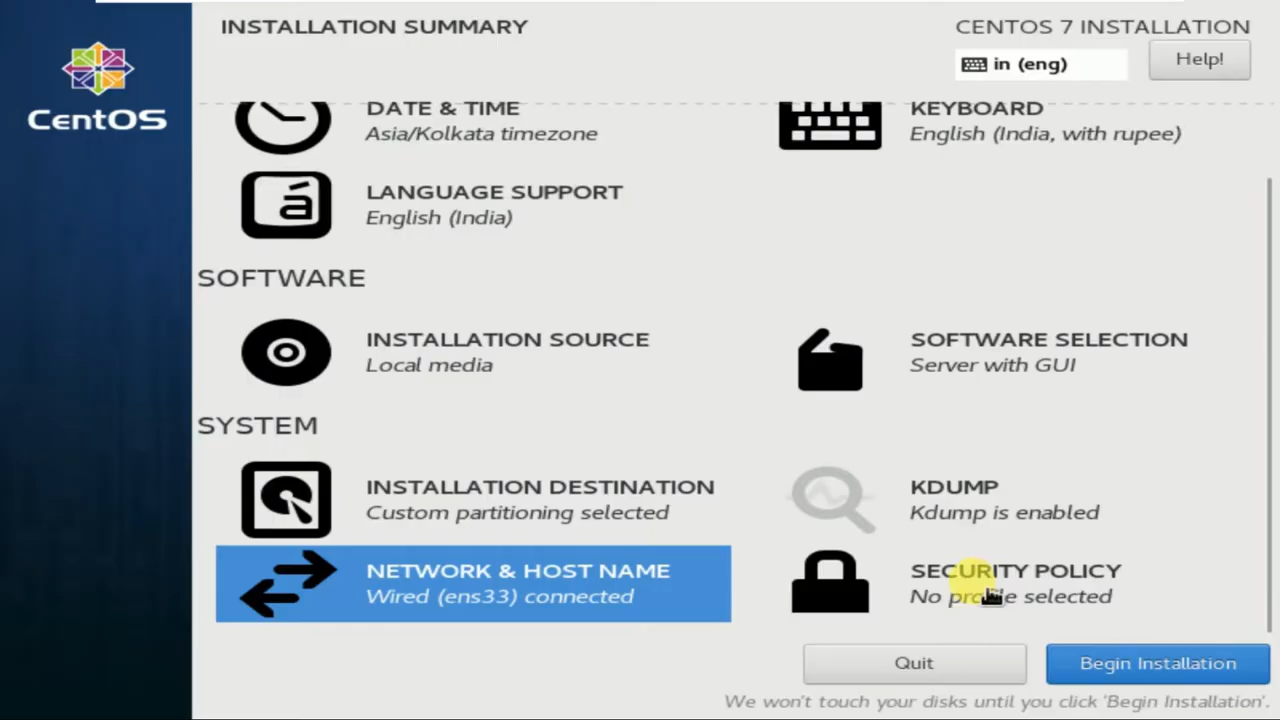 INSTALLATION SUMMARY
CENTOS 7 INSTALLATION
in (eng)
Help!
CentOS
DATE & TIME
Asia/Kolkata timezone
KEYBOARD
English (India, with rupee)
á
LANGUAGE SUPPORT
English (India)
SOFTWARE
INSTALLATION SOURCE
Local media
SOFTWARE SELECTION
Server with GUI
SYSTEM
INSTALLATION DESTINATION
Custom partitioning selected
KDUMP
Kdump is enabled
NETWORK & HOST NAME
Wired (ens33) connected
SECURITY POLICY
No profile selected
Quit
Begin Installation
We won't touch your disks until you click 'Begin Installation'.